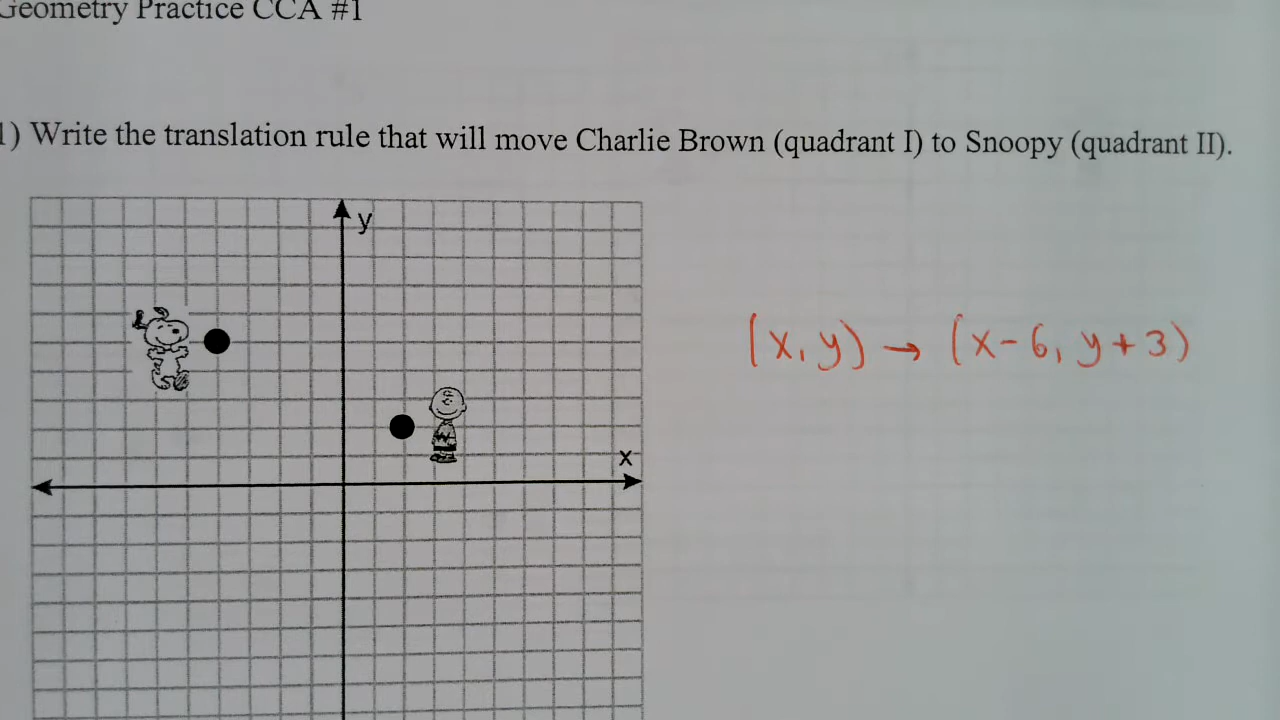 Geometry Practice CCA #1
1) Write the translation rule that will move Charlie Brown (quadrant I) to Snoopy (quadrant II).
y
(x, y) → (x-6, y+3)
x